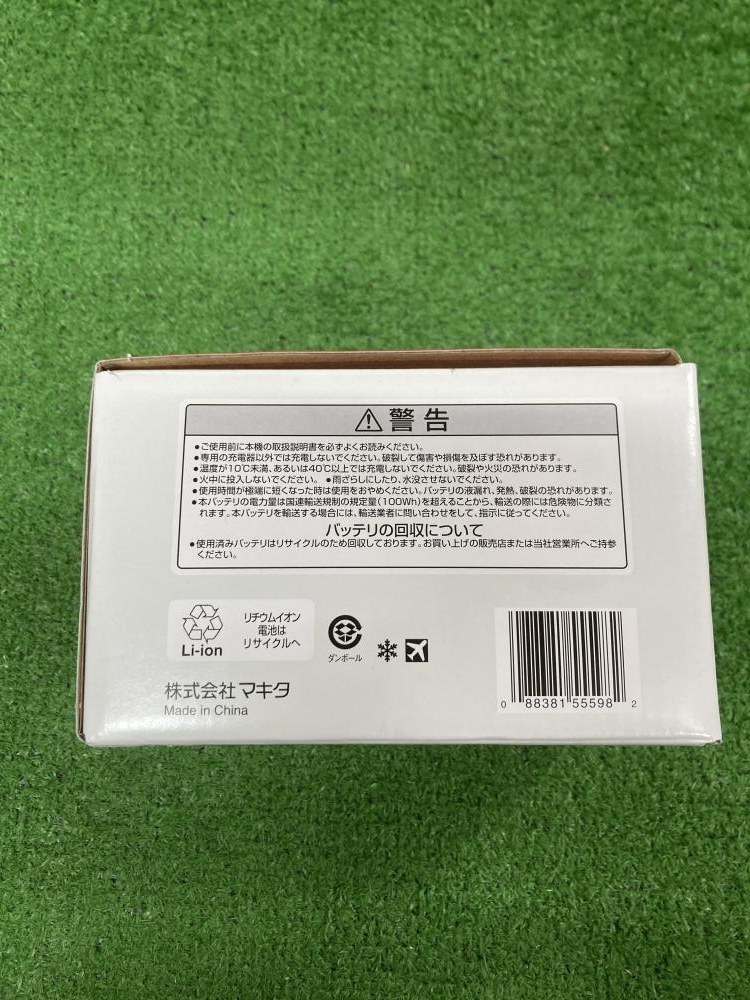 警告
●ご使用前に本機の取扱説明書を必ずよくお読みください。
●専用の充電器以外では充電しないでください。破裂して傷害や損傷を及ぼす恐れがあります。
●温度が10℃未満、あるいは40℃以上では充電しないでください。破裂や火災の恐れがあります。
●火中に投入しないでください。 ●雨ざらしにしたり、水没させないでください。
●使用時間が極端に短くなった時は使用をおやめください。バッテリの液漏れ、発熱、破裂の恐れがあります。
●本バッテリの電力量は国連輸送規制の規定量(100Wh)を超えることから、輸送の際には危険物に分類さ
れます。本バッテリを輸送する場合には、輸送業者に問い合わせをして、指示に従ってください。
バッテリの回収について
●使用済みバッテリはリサイクルのため回収しております。お買い上げの販売店または当社営業所へご持参
ください。
Li-ion
リチウムイオン
電池は
リサイクルへ
ダンボール
株式会社マキタ
Made in China
0 88381 55598 2